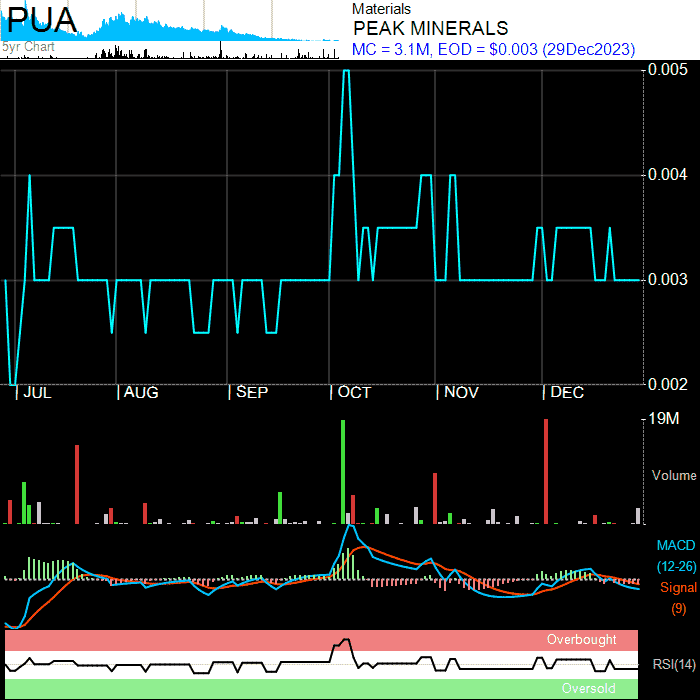 PUA
5yr Chart
Materials
PEAK MINERALS
MC = 3.1M, EOD = $0.003 (29Dec2023)
0.005
0.004
0.003
0.002
JUL AUG SEP OCT NOV DEC
19M
Volume
MACD
(12-26)
Signal
(9)
Overbought
RSI(14)
Oversold